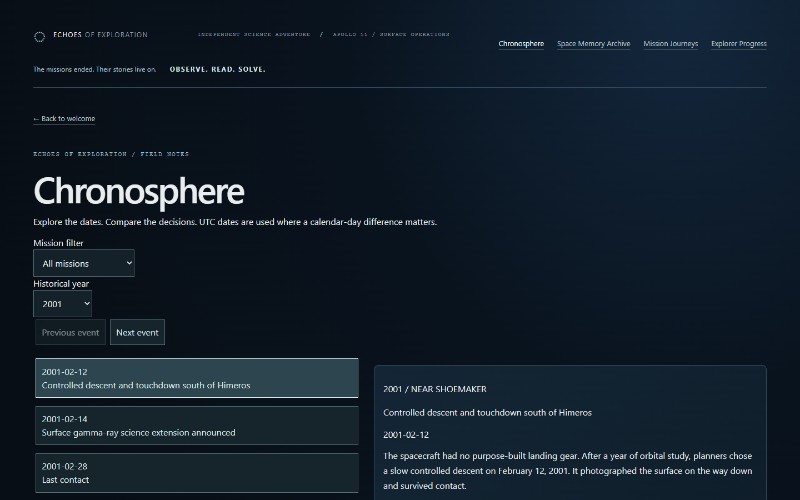 ECHOES OF EXPLORATION
INDEPENDENT SCIENCE ADVENTURE / APOLLO 11 / SURFACE OPERATIONS
Chronosphere Space Memory Archive Mission Journeys Explorer Progress
The missions ended. Their stories live on. OBSERVE. READ. SOLVE.
← Back to welcome
ECHOES OF EXPLORATION / FIELD NOTES
Chronosphere
Explore the dates. Compare the decisions. UTC dates are used where a calendar-day difference matters.
Mission filter
All missions
Historical year
2001
Previous event Next event
2001-02-12
Controlled descent and touchdown south of Himeros
2001-02-14
Surface gamma-ray science extension announced
2001-02-28
Last contact
2001 / NEAR SHOEMAKER
Controlled descent and touchdown south of Himeros
2001-02-12
The spacecraft had no purpose-built landing gear. After a year of orbital study, planners chose
a slow controlled descent on February 12, 2001. It photographed the surface on the way down
and survived contact.